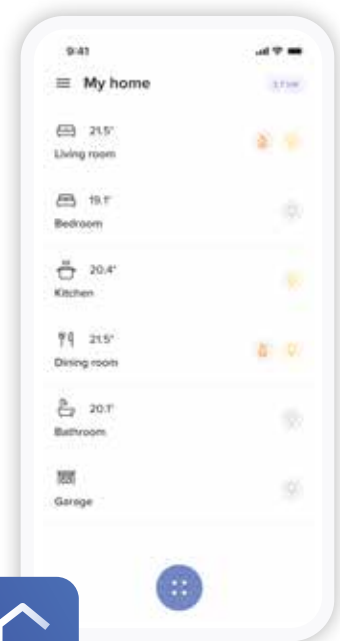 9:41
My home
21.5°
Living room
19.1°
Bedroom
20.4°
Kitchen
21.5°
Dining room
20.1°
Bathroom
Garage